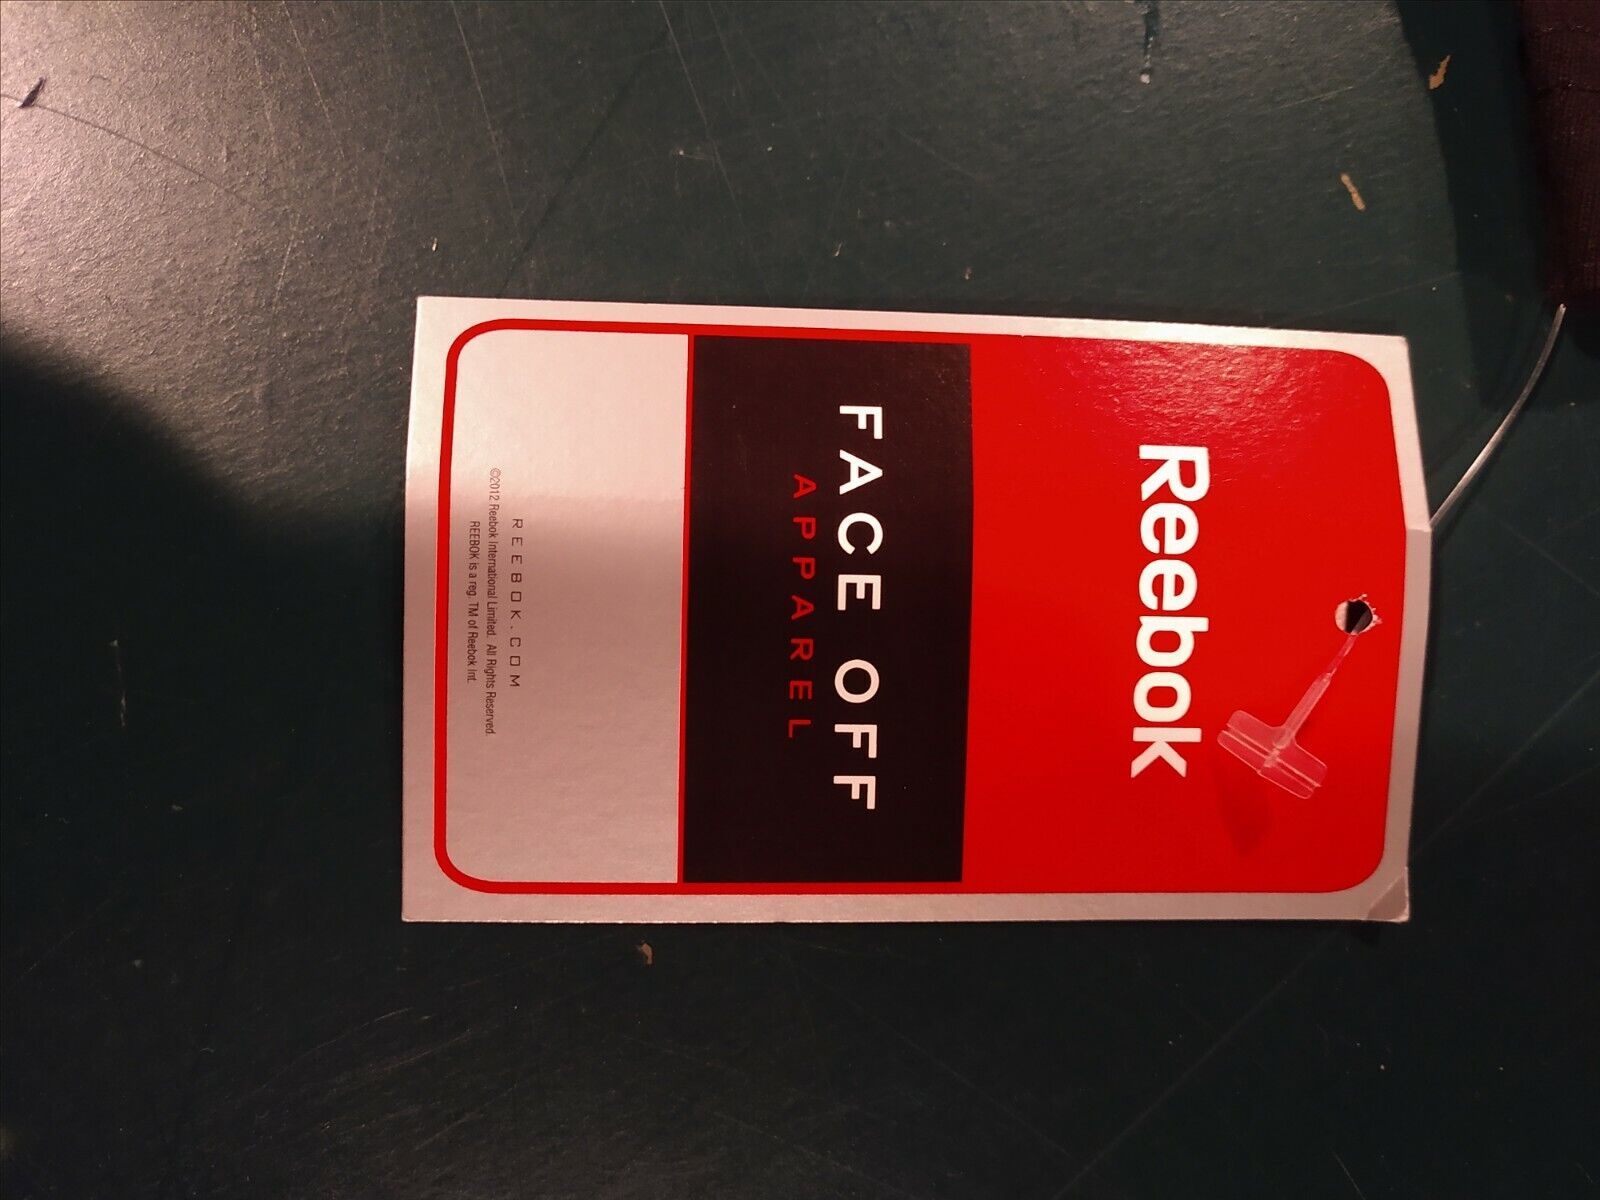 Reebok
FACE OFF
APPAREL
REEBOK.COM
©2012 Reebok International Limited. All Rights Reserved.
REEBOK is a reg. TM of Reebok Int.